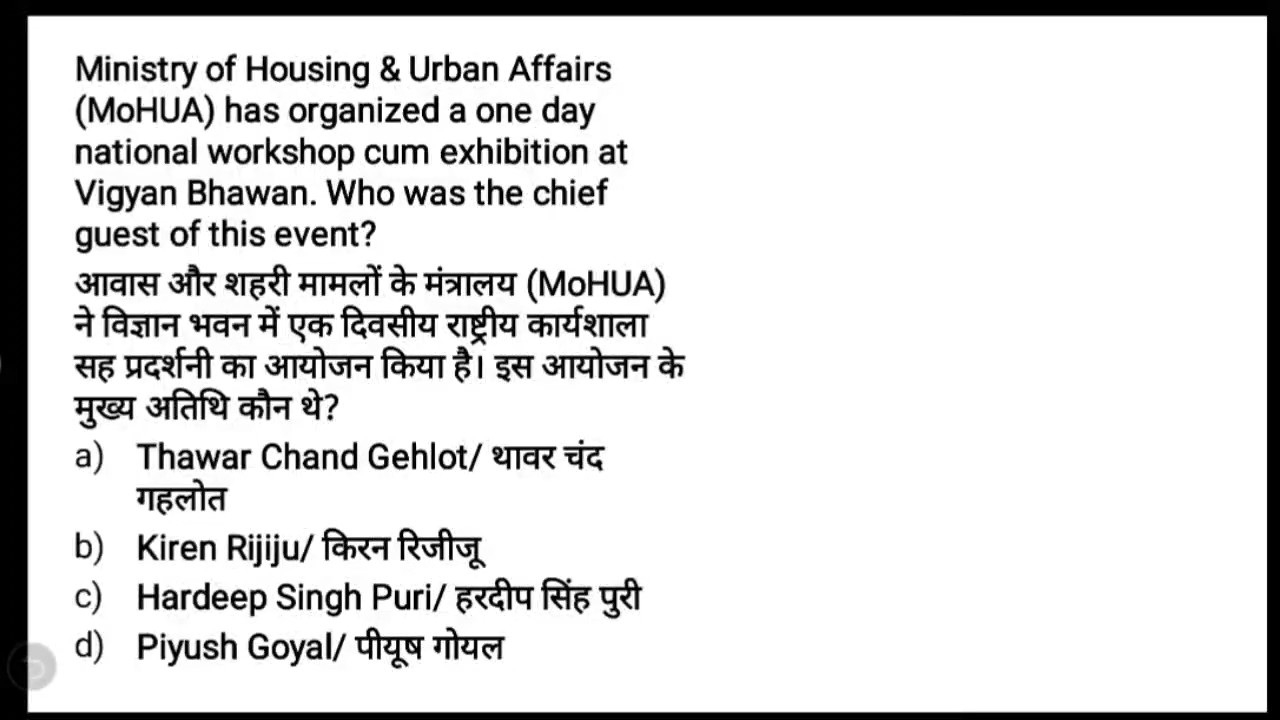 Ministry of Housing & Urban Affairs
(MoHUA) has organized a one day
national workshop cum exhibition at
Vigyan Bhawan. Who was the chief
guest of this event?
आवास और शहरी मामलों के मंत्रालय (MoHUA)
ने विज्ञान भवन में एक दिवसीय राष्ट्रीय कार्यशाला
सह प्रदर्शनी का आयोजन किया है। इस आयोजन के
मुख्य अतिथि कौन थे?
a) Thawar Chand Gehlot/ थावर चंद
गहलोत
b) Kiren Rijiju/ किरन रिजीजू
c) Hardeep Singh Puri/ हरदीप सिंह पुरी
d) Piyush Goyal/ पीयूष गोयल